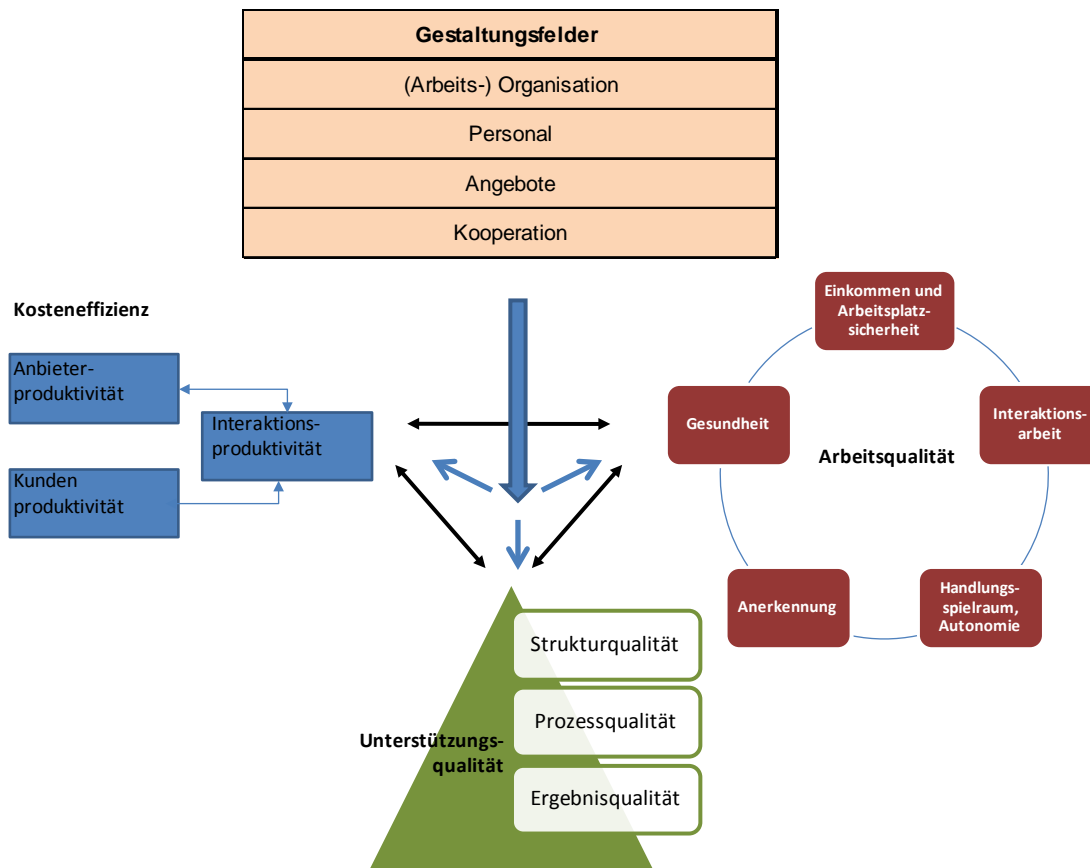 Gestaltungsfelder
(Arbeits-) Organisation
Personal
Angebote
Kooperation
Kosteneffizienz
Anbieter-
produktivität
Interaktions-
produktivität
Kunden
produktivität
Einkommen und
Arbeitsplatz-
sicherheit
Gesundheit
Interaktions-
arbeit
Arbeitsqualität
Anerkennung
Handlungs-
spielraum,
Autonomie
Unterstützungs-
qualität
Strukturqualität
Prozessqualität
Ergebnisqualität